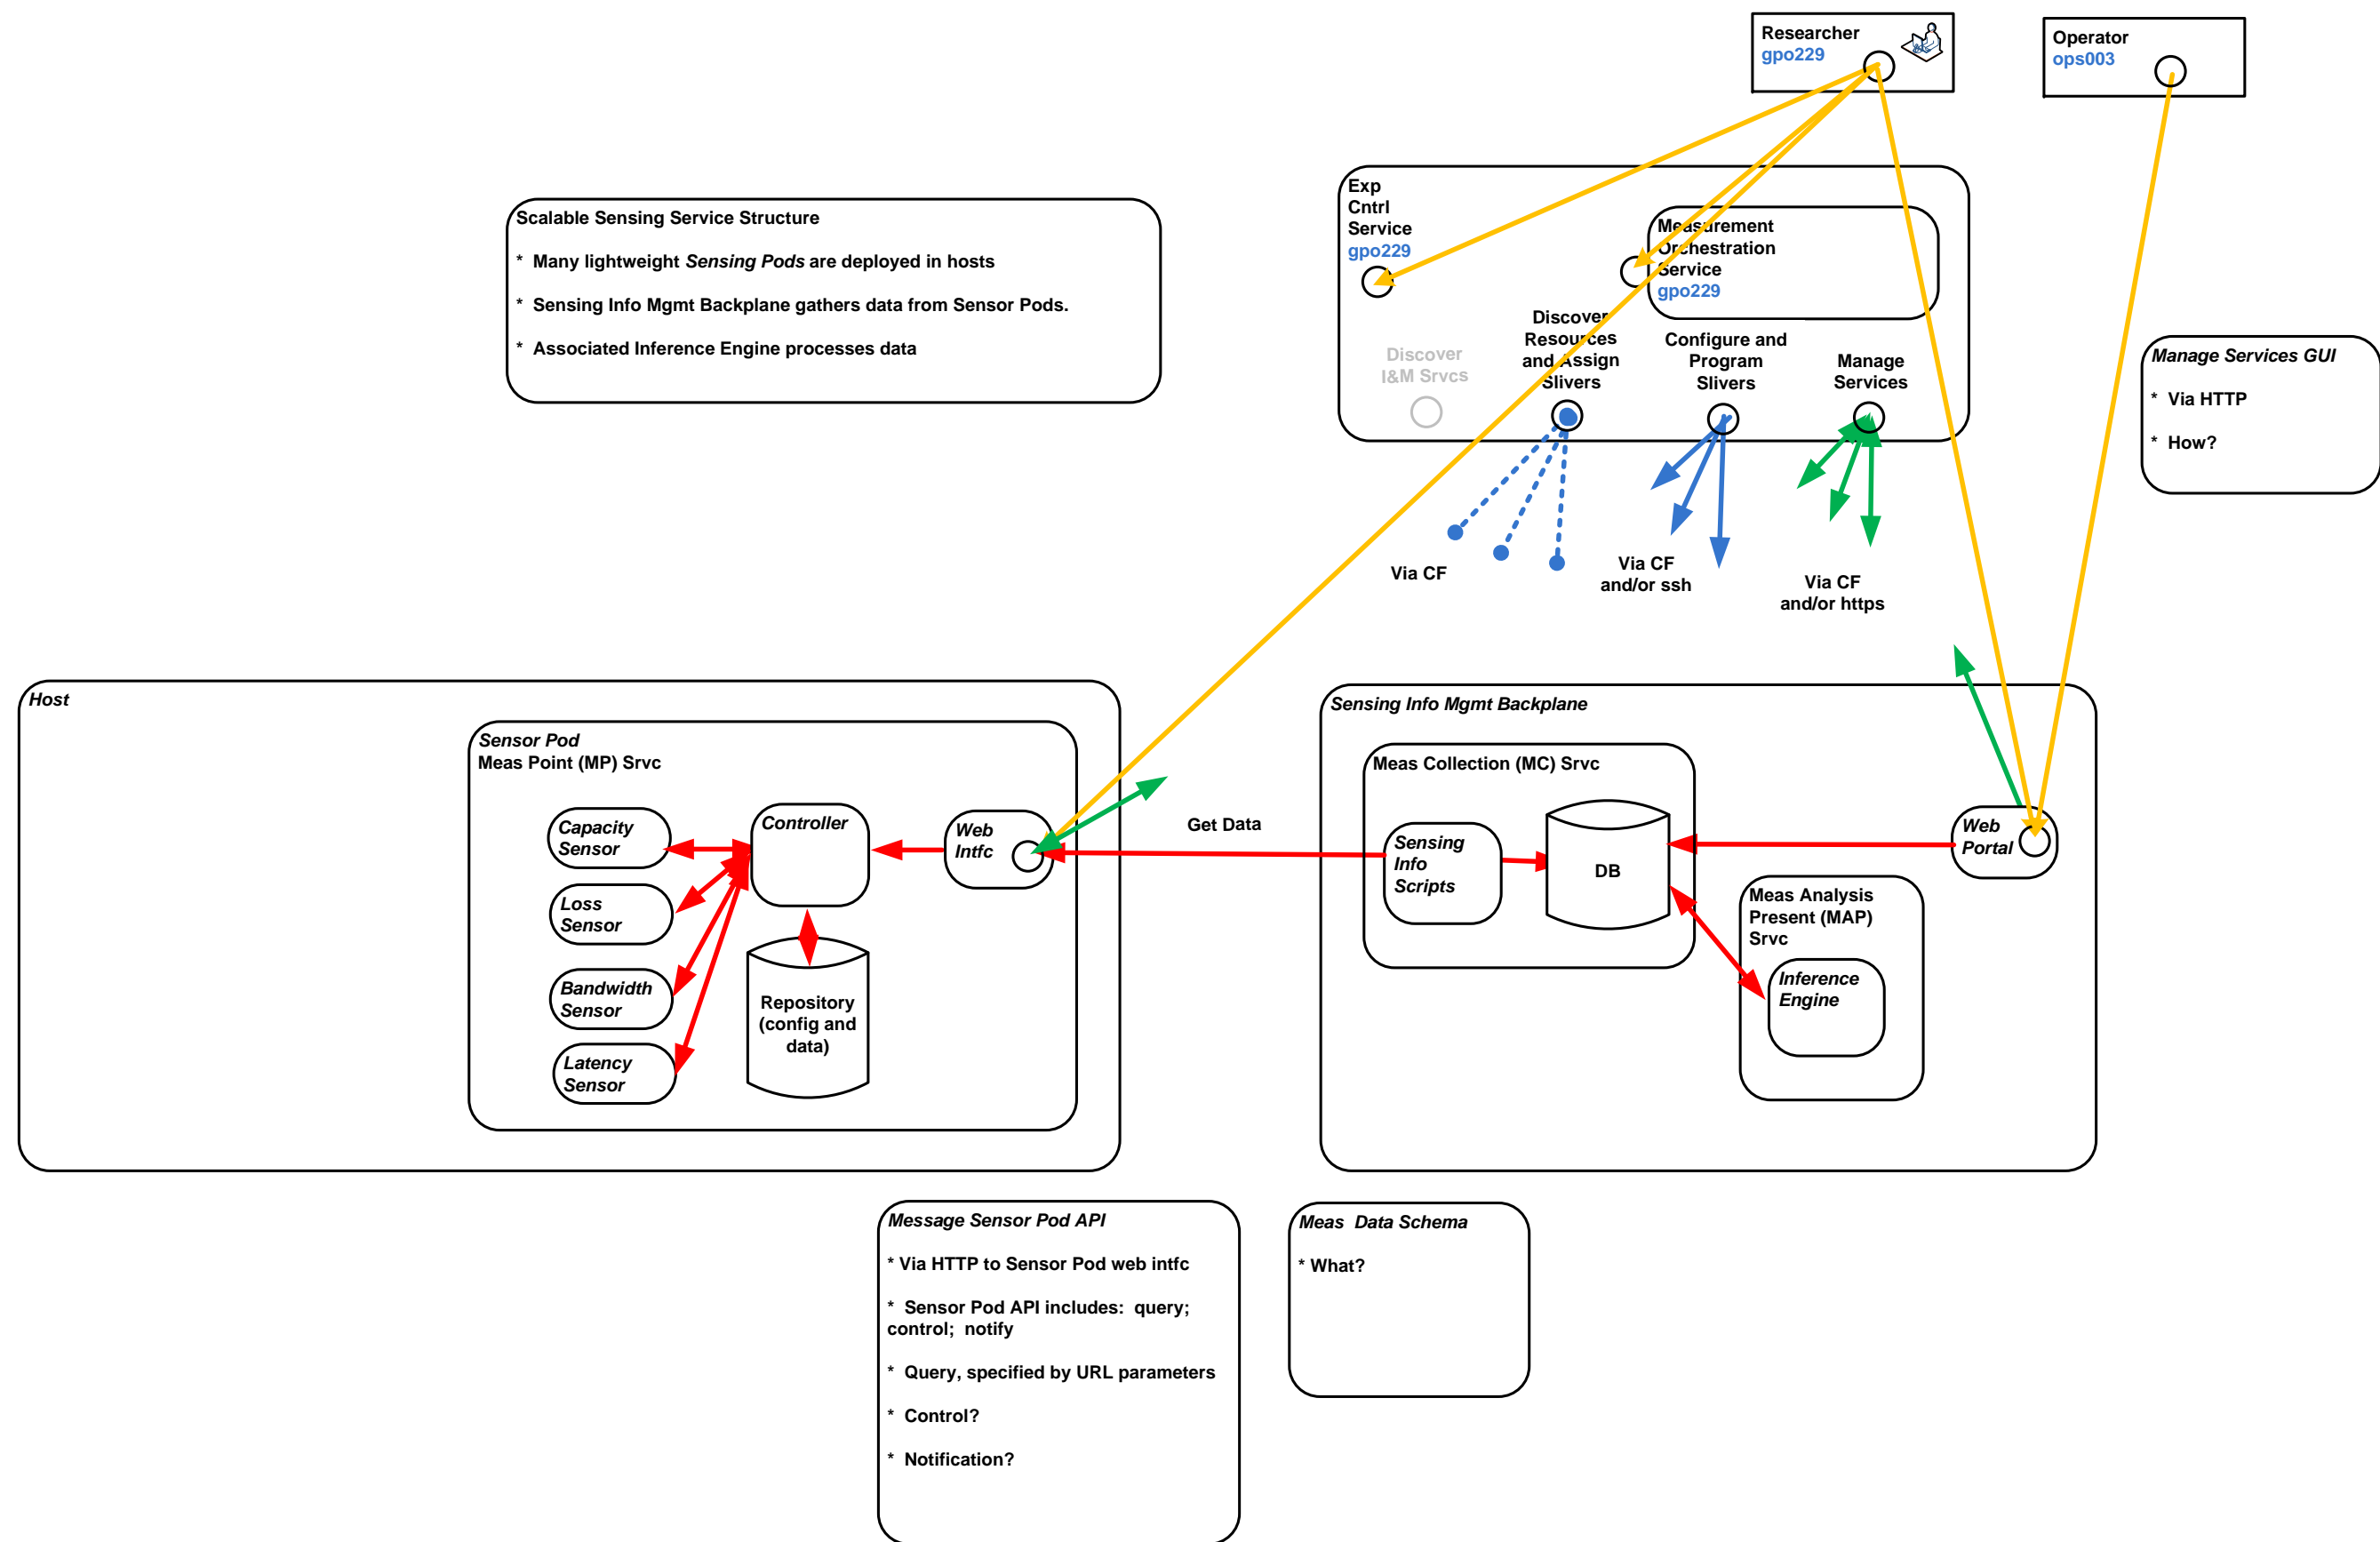 Researcher
gpo229
Operator
ops003
Scalable Sensing Service Structure
* Many lightweight Sensing Pods are deployed in hosts
* Sensing Info Mgmt Backplane gathers data from Sensor Pods.
* Associated Inference Engine processes data
Exp
Cntrl
Service
gpo229
Measurement
Orchestration
Service
gpo229
Discover
I&M Srvcs
Discover
Resources
and Assign
Slivers
Configure and
Program
Slivers
Manage
Services
Manage Services GUI
* Via HTTP
* How?
Via CF
Via CF
and/or ssh
Via CF
and/or https
Host
Sensor Pod
Meas Point (MP) Srvc
Capacity
Sensor
Loss
Sensor
Bandwidth
Sensor
Latency
Sensor
Controller
Repository
(config and
data)
Web
Intfc
Get Data
Sensing Info Mgmt Backplane
Meas Collection (MC) Srvc
Sensing
Info
Scripts
DB
Web
Portal
Meas Analysis
Present (MAP)
Srvc
Inference
Engine
Message Sensor Pod API
* Via HTTP to Sensor Pod web intfc
* Sensor Pod API includes: query;
control; notify
* Query, specified by URL parameters
* Control?
* Notification?
Meas Data Schema
* What?